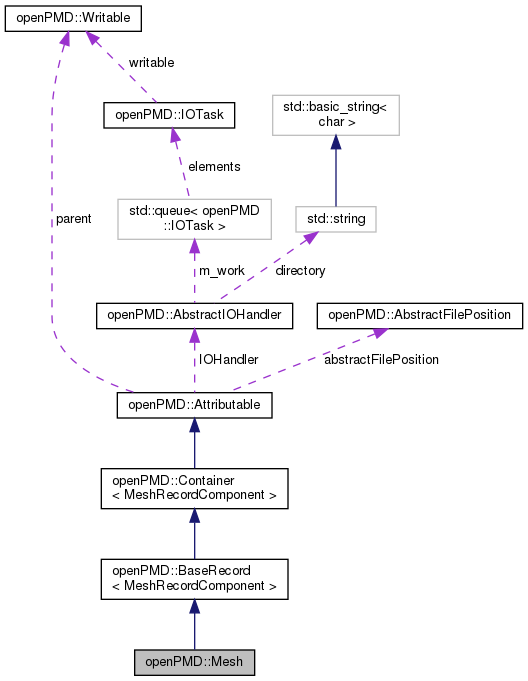 openPMD::Writable
writable
openPMD::IOTask
std::basic_string<
char >
elements
parent
std::queue< openPMD
::IOTask >
std::string
m_work
directory
openPMD::AbstractIOHandler
openPMD::AbstractFilePosition
IOHandler
abstractFilePosition
openPMD::Attributable
openPMD::Container
< MeshRecordComponent >
openPMD::BaseRecord
< MeshRecordComponent >
openPMD::Mesh